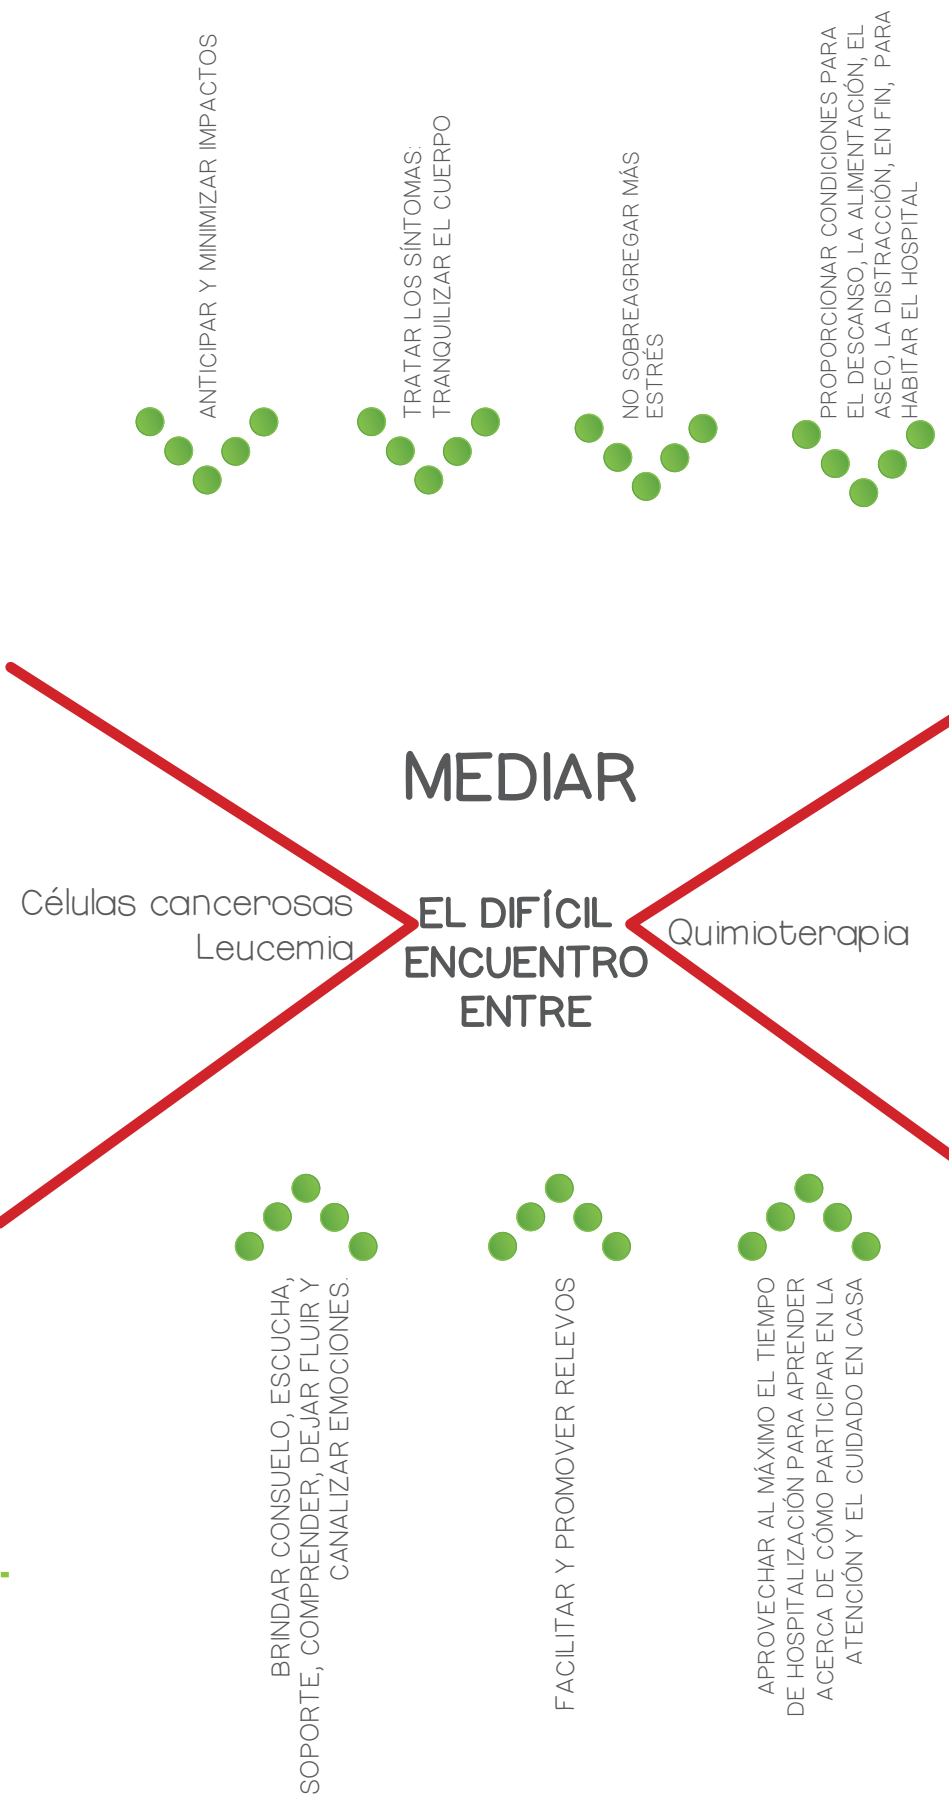 ANTICIPAR Y MINIMIZAR IMPACTOS
TRATAR LOS SÍNTOMAS:
TRANQUILIZAR EL CUERPO
NO SOBREAGREGAR MÁS
ESTRÉS
PROPORCIONAR CONDICIONES PARA
EL DESCANSO, LA ALIMENTACIÓN, EL
ASEO, LA DISTRACCIÓN, EN FIN, PARA
HABITAR EL HOSPITAL
MEDIAR
Células cancerosas
Leucemia
EL DIFÍCIL
ENCUENTRO
ENTRE
Quimioterapia
BRINDAR CONSUELO, ESCUCHA,
SOPORTE, COMPRENDER, DEJAR FLUIR Y
CANALIZAR EMOCIONES.
FACILITAR Y PROMOVER RELEVOS
APROVECHAR AL MÁXIMO EL TIEMPO
DE HOSPITALIZACIÓN PARA APRENDER
ACERCA DE CÓMO PARTICIPAR EN LA
ATENCIÓN Y EL CUIDADO EN CASA